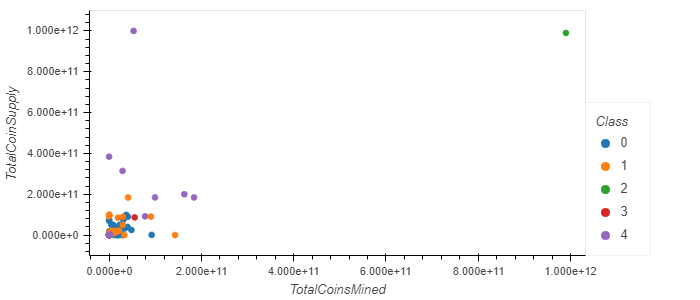 1.000e+12
8.000e+11
6.000e+11
4.000e+11
2.000e+11
0.000e+0
TotalCoinSupply
0.000e+0 2.000e+11 4.000e+11 6.000e+11 8.000e+11 1.000e+12
TotalCoinsMined
Class
0
1
2
3
4